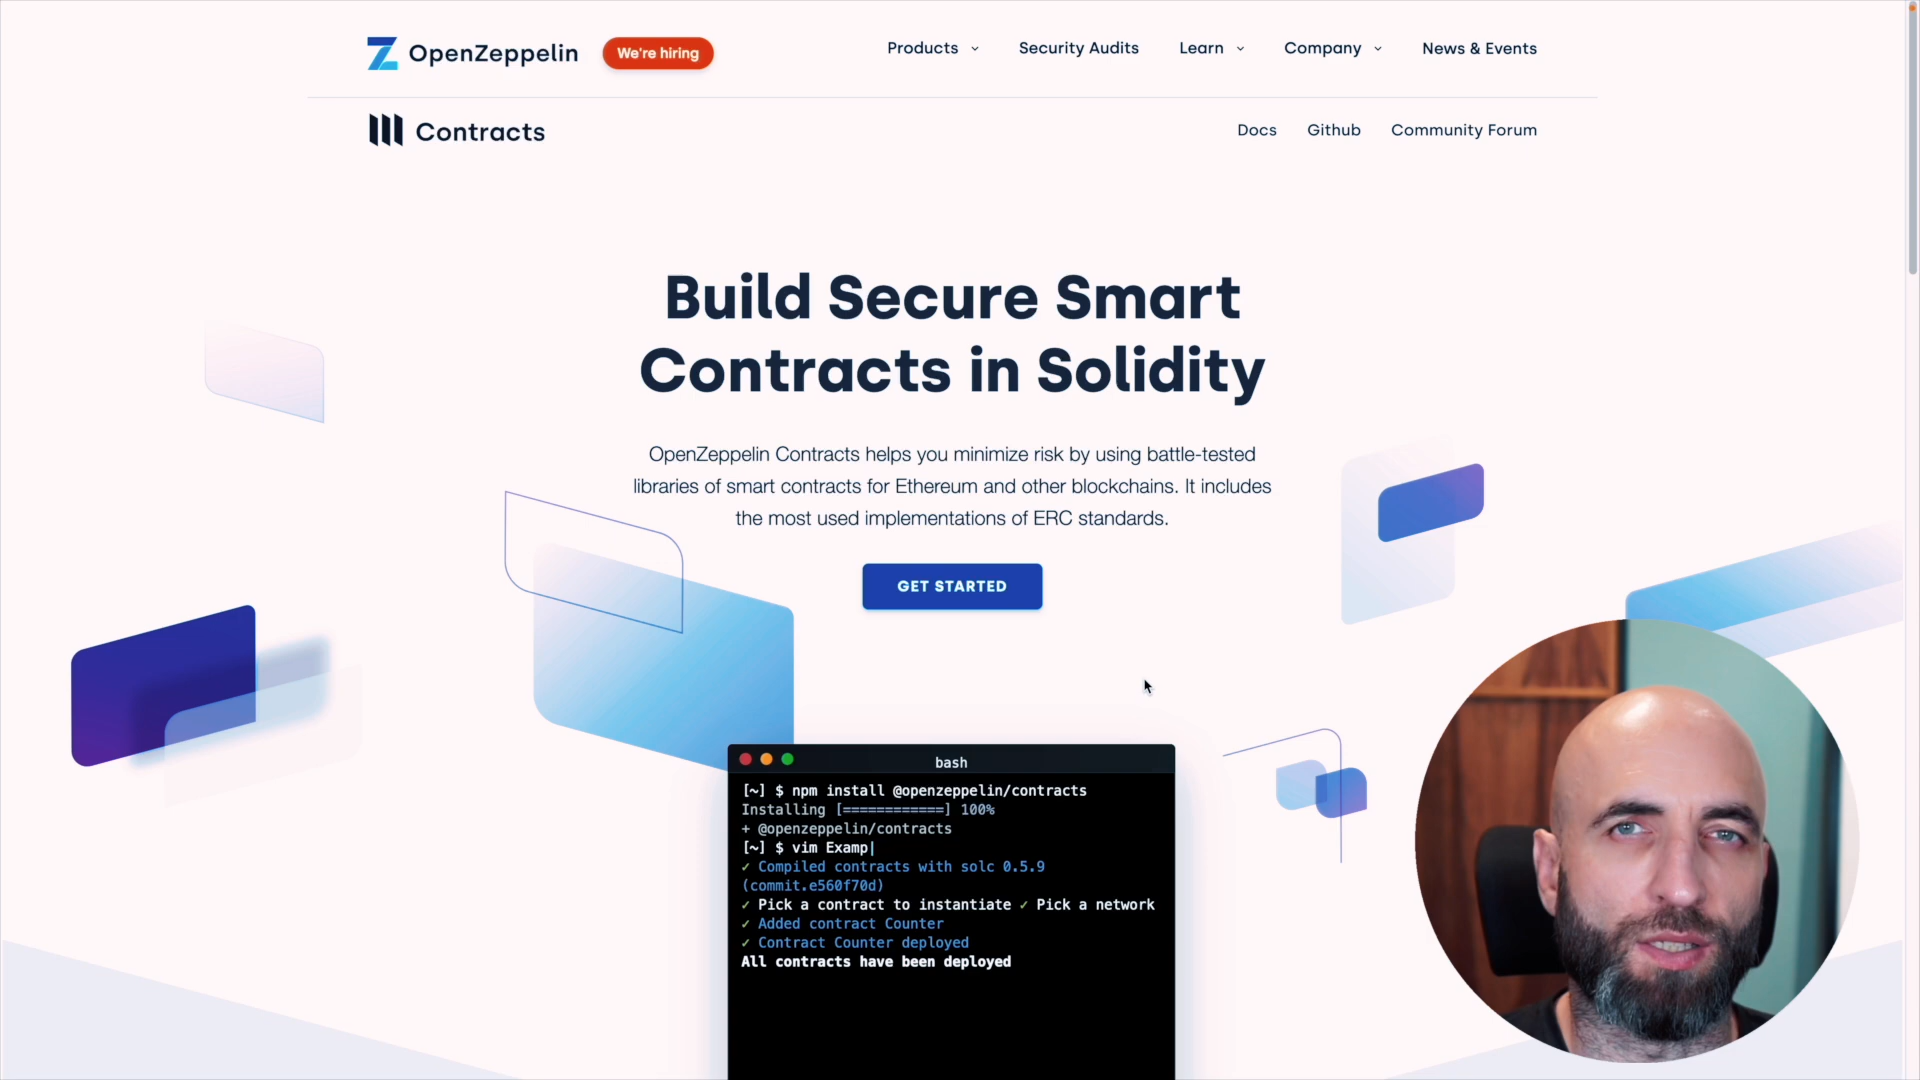 OpenZeppelin
We're hiring
Products
Security Audits
Learn
Company
News & Events
Contracts
Docs
Github
Community Forum
Build Secure Smart
Contracts in Solidity
OpenZeppelin Contracts helps you minimize risk by using battle-tested
libraries of smart contracts for Ethereum and other blockchains. It includes
the most used implementations of ERC standards.
GET STARTED
bash
[~] $ npm install @openzeppelin/contracts
Installing [============] 100%
+ @openzeppelin/contracts
[~] $ vim Examp|
✓ Compiled contracts with solc 0.5.9
(commit.e560f70d)
✓ Pick a contract to instantiate ✓ Pick a network
✓ Added contract Counter
✓ Contract Counter deployed
All contracts have been deployed